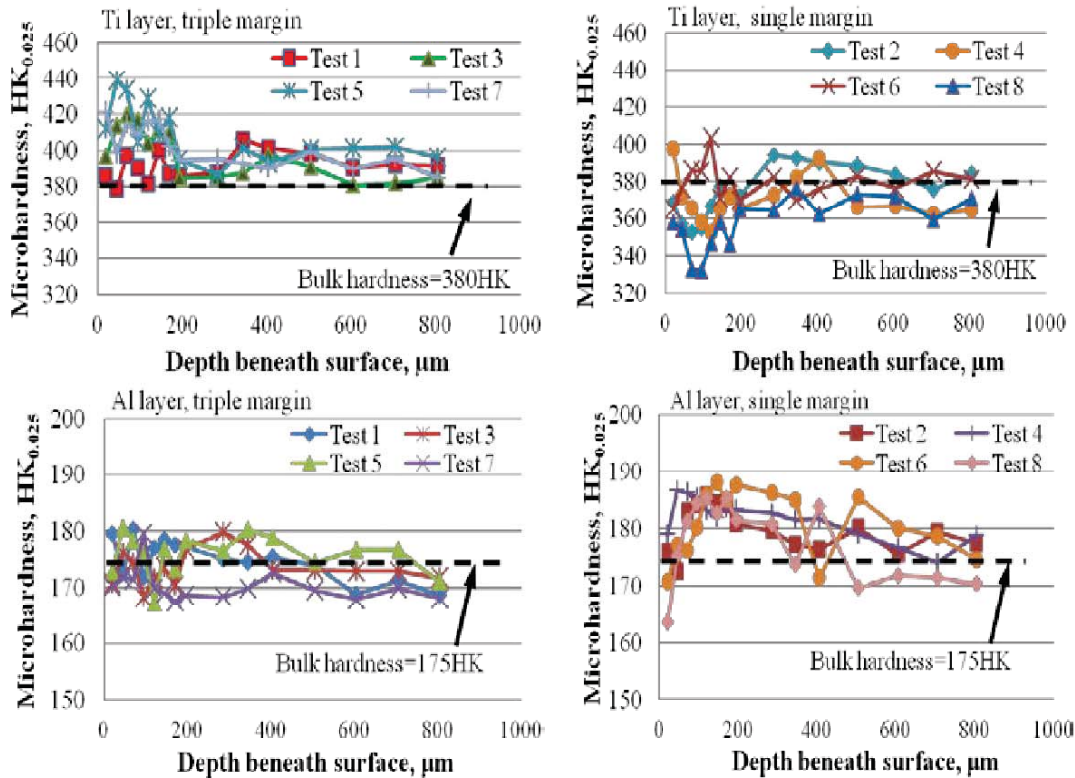 Ti layer, triple margin
Microhardness, HK0.025
460
440
420
400
380
360
340
320
Test 1
Test 3
Test 5
Test 7
Bulk hardness=380HK
0
200
400
600
800
1000
Depth beneath surface, µm
Ti layer, single margin
Microhardness, HK0.025
460
440
420
400
380
360
340
320
Test 2
Test 4
Test 6
Test 8
Bulk hardness=380HK
0
200
400
600
800
1000
Depth beneath surface, µm
Al layer, triple margin
Microhardness, HK0.025
200
190
180
170
160
150
Test 1
Test 3
Test 5
Test 7
Bulk hardness=175HK
0
200
400
600
800
1000
Depth beneath surface, µm
Al layer, single margin
Microhardness, HK0.025
200
190
180
170
160
150
Test 2
Test 4
Test 6
Test 8
Bulk hardness=175HK
0
200
400
600
800
1000
Depth beneath surface, µm